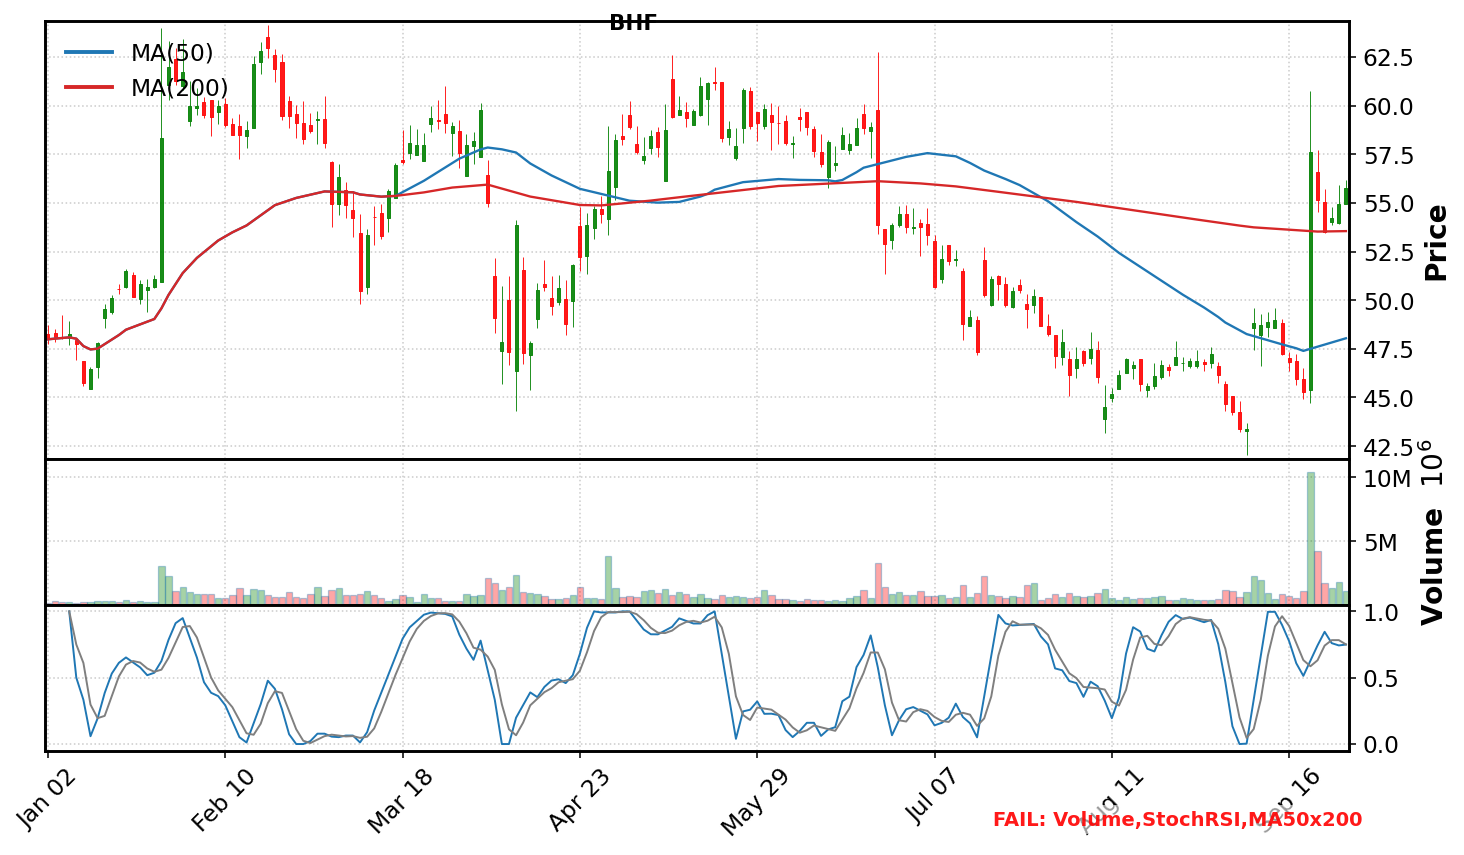 BHF
MA(50)
MA(200)
62.5
60.0
57.5
55.0
52.5
50.0
47.5
45.0
42.5
Price
10M
5M
Volume 10^6
1.0
0.5
0.0
Jan 02
Feb 10
Mar 18
Apr 23
May 29
Jul 07
Aug 11
Sep 16
FAIL: Volume,StochRSI,MA50x200